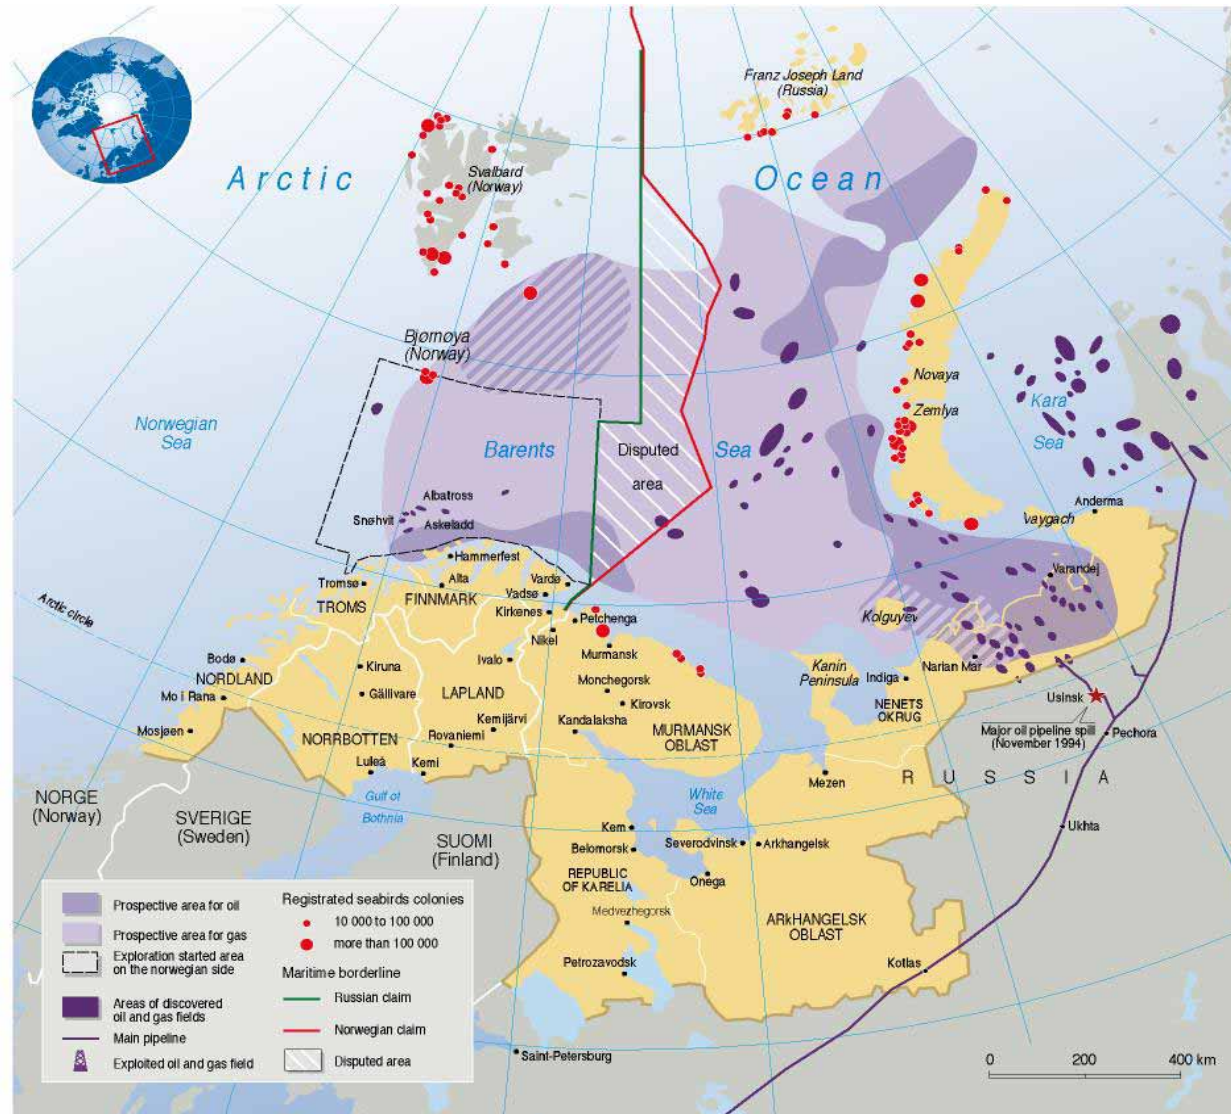 Franz Joseph Land
(Russia)
Arctic
Ocean
Svalbard
(Norway)
Bjørnøya
(Norway)
Norwegian
Sea
Barents
Sea
Disputed
area
Novaya
Zemlya
Kara
Sea
Albatross
Snøhvit
Askeladd
Anderma
vaygach
Hammerfest
Varandej
Tromsø
Alta
Vardø
TROMS
FINNMARK
Vadsø
Arctic circle
Kirkenes
Petchenga
Kolguyev
Nikel
Murmansk
Bodø
NORDLAND
Kiruna
Ivalo
Kanin
Peninsula
Indiga
Narian Mar
Monchegorsk
Mo i Rana
Gällivare
LAPLAND
Kirovsk
NENETS
OKRUG
Usinsk
Kemijärvi
Kandalaksha
Major oil pipeline spill
(November 1994)
Pechora
Mosjøen
NORRBOTTEN
Rovaniemi
MURMANSK
OBLAST
Luleå
Kemi
Mezen
RUSSIA
NORGE
(Norway)
SVERIGE
(Sweden)
Gulf of
Bothnia
White
Sea
SUOMI
(Finland)
Kem
Ukhta
Belomorsk
Severodvinsk
Arkhangelsk
REPUBLIC
OF KARELIA
Onega
Medvezhegorsk
ARkHANGELSK
OBLAST
Petrozavodsk
Kotlas
Saint-Petersburg
Prospective area for oil
Prospective area for gas
Exploration started area
on the norwegian side
Areas of discovered
oil and gas fields
Main pipeline
Exploited oil and gas field
Registrated seabirds colonies
10 000 to 100 000
more than 100 000
Maritime borderline
Russian claim
Norwegian claim
Disputed area
0 200 400 km